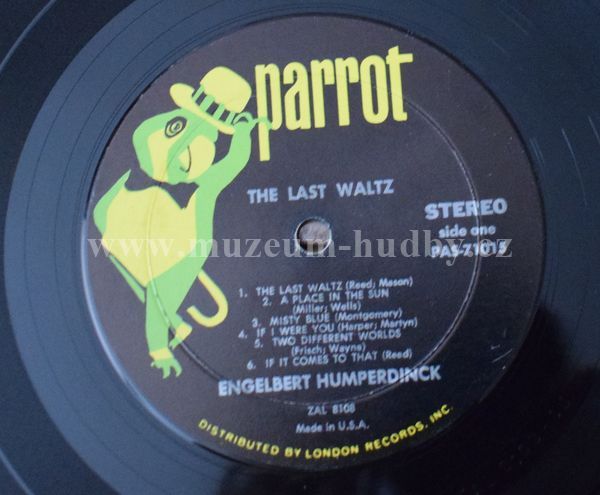 parrot
THE LAST WALTZ
STEREO
side one
PAS-71015
www.muzeum-hudby.cz
1. THE LAST WALTZ (Reed; Mason)
2. A PLACE IN THE SUN
(Miller; Wells)
3. MISTY BLUE (Montgomery)
4. IF I WERE YOU (Harper; Martyn)
5. TWO DIFFERENT WORLDS
(Frisch; Wayne)
6. IF IT COMES TO THAT (Reed)
ENGELBERT HUMPERDINCK
ZAL 8108
Made in U.S.A.
DISTRIBUTED BY LONDON RECORDS, INC.